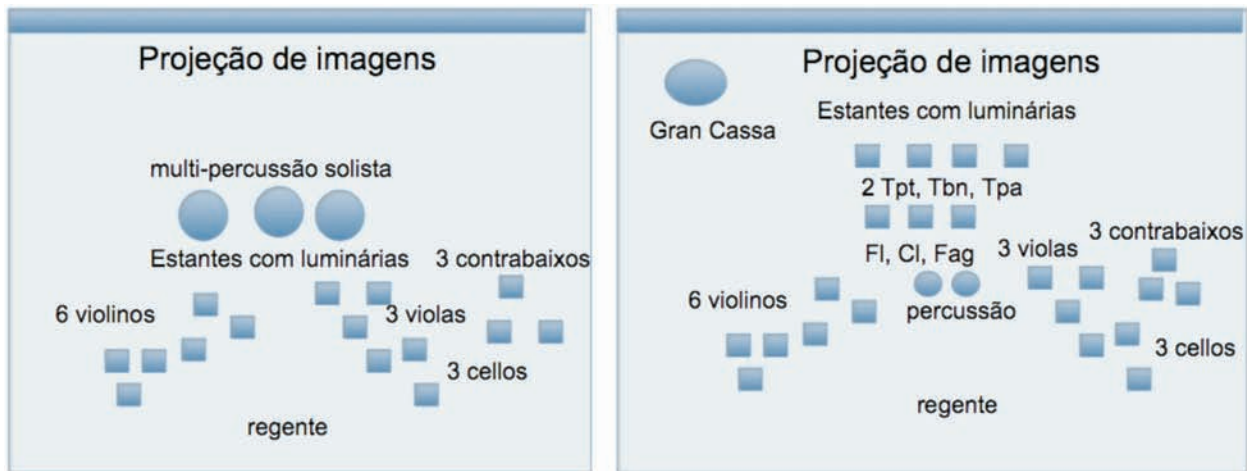 Projeção de imagens
multi-percussão solista
Estantes com luminárias
3 contrabaixos
6 violinos
3 violas
3 cellos
regente
Projeção de imagens
Gran Cassa
Estantes com luminárias
2 Tpt, Tbn, Tpa
Fl, Cl, Fag
3 violas
3 contrabaixos
6 violinos
percussão
3 cellos
regente